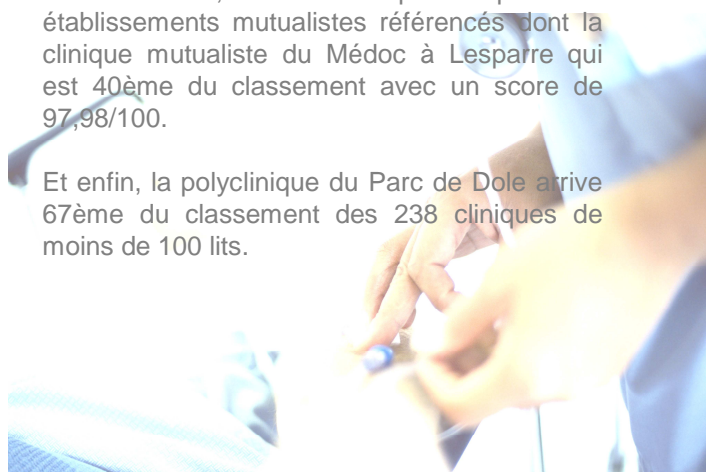 établissements mutualistes référencés dont la
clinique mutualiste du Médoc à Lesparre qui
est 40ème du classement avec un score de
97,98/100.
Et enfin, la polyclinique du Parc de Dole arrive
67ème du classement des 238 cliniques de
moins de 100 lits.